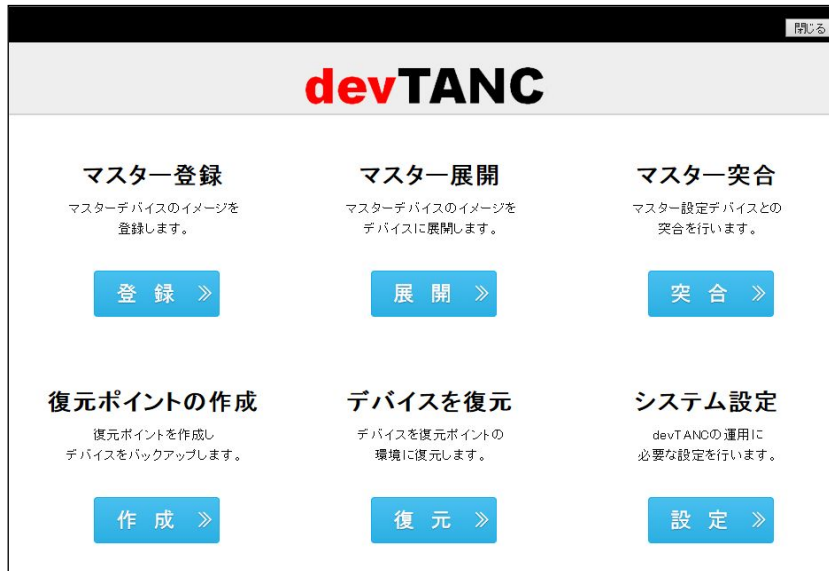 閉じる
devTANC
マスター登録
マスターデバイスのイメージを
登録します。
登 録 »
マスター展開
マスターデバイスのイメージを
デバイスに展開します。
展 開 »
マスター突合
マスター設定デバイスとの
突合を行います。
突 合 »
復元ポイントの作成
復元ポイントを作成し
デバイスをバックアップします。
作 成 »
デバイスを復元
デバイスを復元ポイントの
環境に復元します。
復 元 »
システム設定
devTANCの運用に
必要な設定を行います。
設 定 »